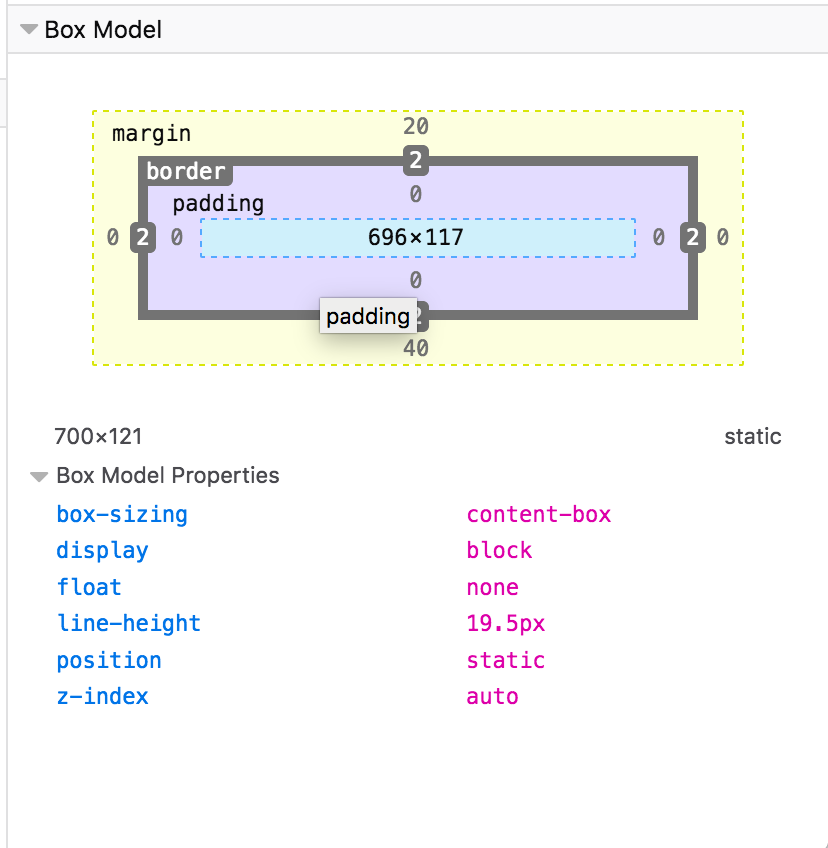 Box Model
margin 20
border 2
padding 0
0 2 0 696×117 0 2 0
0
padding
40
700×121 static
Box Model Properties
box-sizing content-box
display block
float none
line-height 19.5px
position static
z-index auto